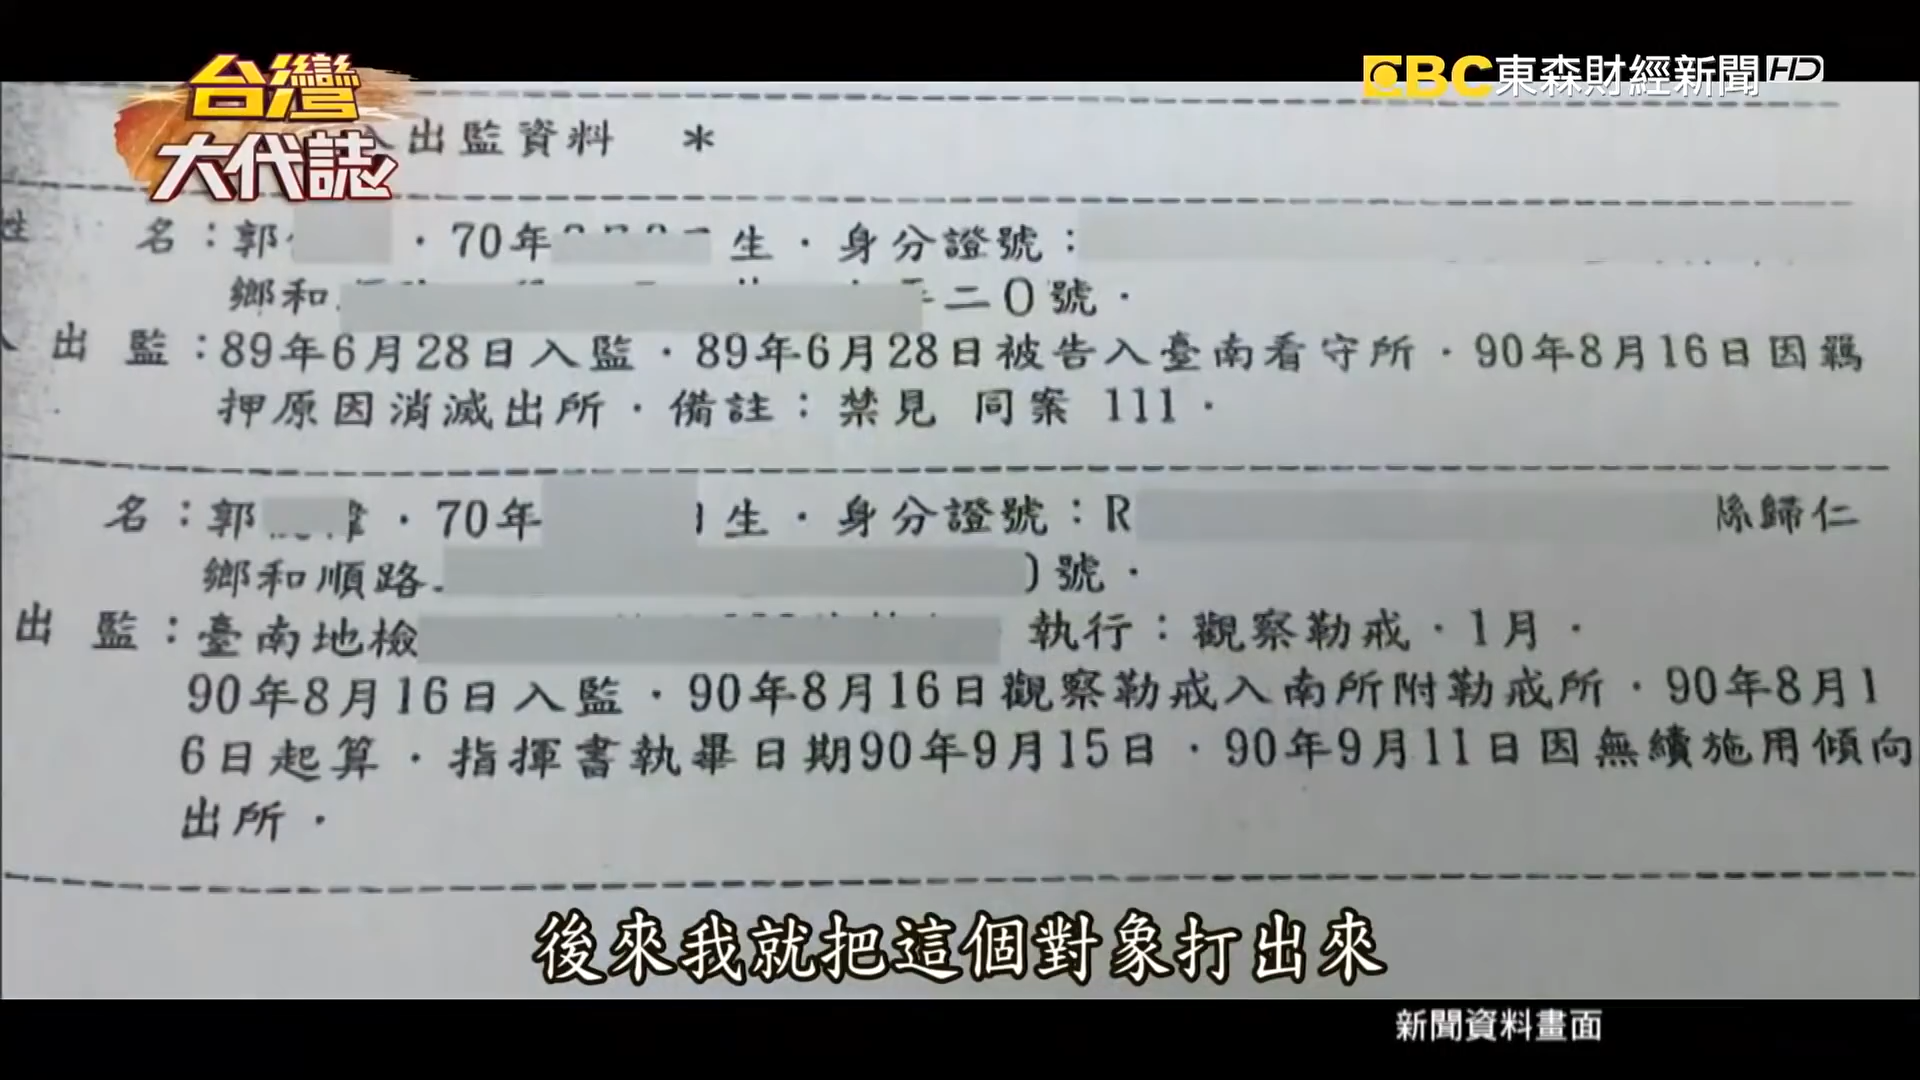 台灣
大代誌
EBC東森財經新聞HD
出監資料 *
姓 名：郭 ．70年 生．身分證號：
鄉和 二〇號．
入 出 監：89年6月28日入監．89年6月28日被告入臺南看守所．90年8月16日因羈
押原因消滅出所．備註：禁見 同案 111．
名：郭 ．70年 生．身分證號：R 係歸仁
鄉和順路 號．
出 監：臺南地檢 執行：觀察勒戒．1月．
90年8月16日入監．90年8月16日觀察勒戒入南所附勒戒所．90年8月1
6日起算．指揮書執畢日期90年9月15日．90年9月11日因無續施用傾向
出所．
後來我就把這個對象打出來
新聞資料畫面